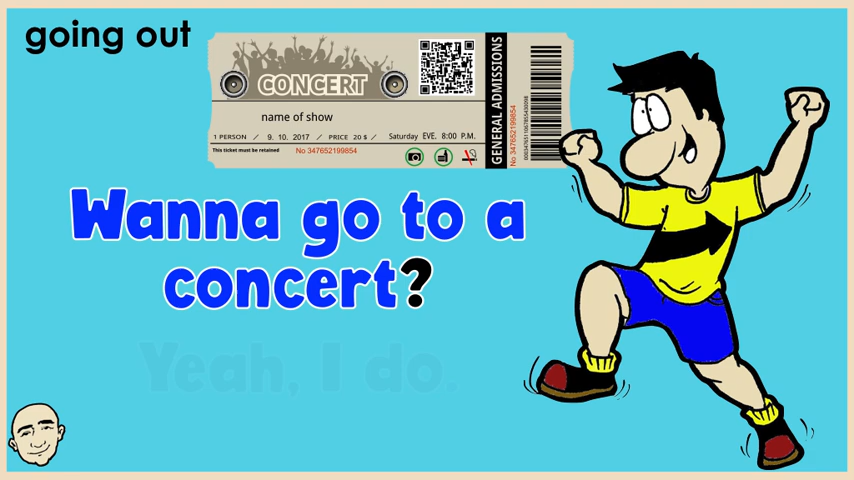 going out
CONCERT
name of show
1 PERSON / 9. 10. 2017 / PRICE 20 $ / Saturday EVE. 8:00 P.M.
This ticket must be retained No 347652199854
GENERAL ADMISSIONS
No 347652199854
Wanna go to a
concert?
Yeah, I do.